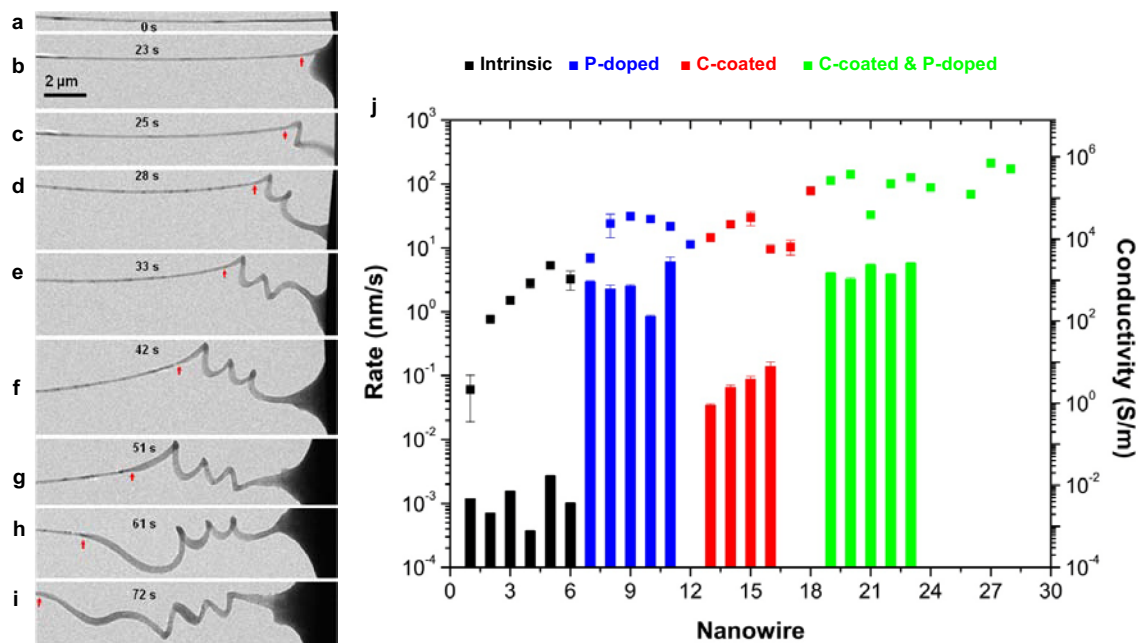 a
0 s
b
23 s
2 µm
c
25 s
d
28 s
e
33 s
f
42 s
g
51 s
h
61 s
i
72 s
Intrinsic P-doped C-coated C-coated & P-doped
j
10³
10²
10¹
10⁰
10⁻¹
10⁻²
10⁻³
10⁻⁴
Rate (nm/s)
10⁶
10⁴
10²
10⁰
10⁻²
10⁻⁴
Conductivity (S/m)
0 3 6 9 12 15 18 21 24 27 30
Nanowire